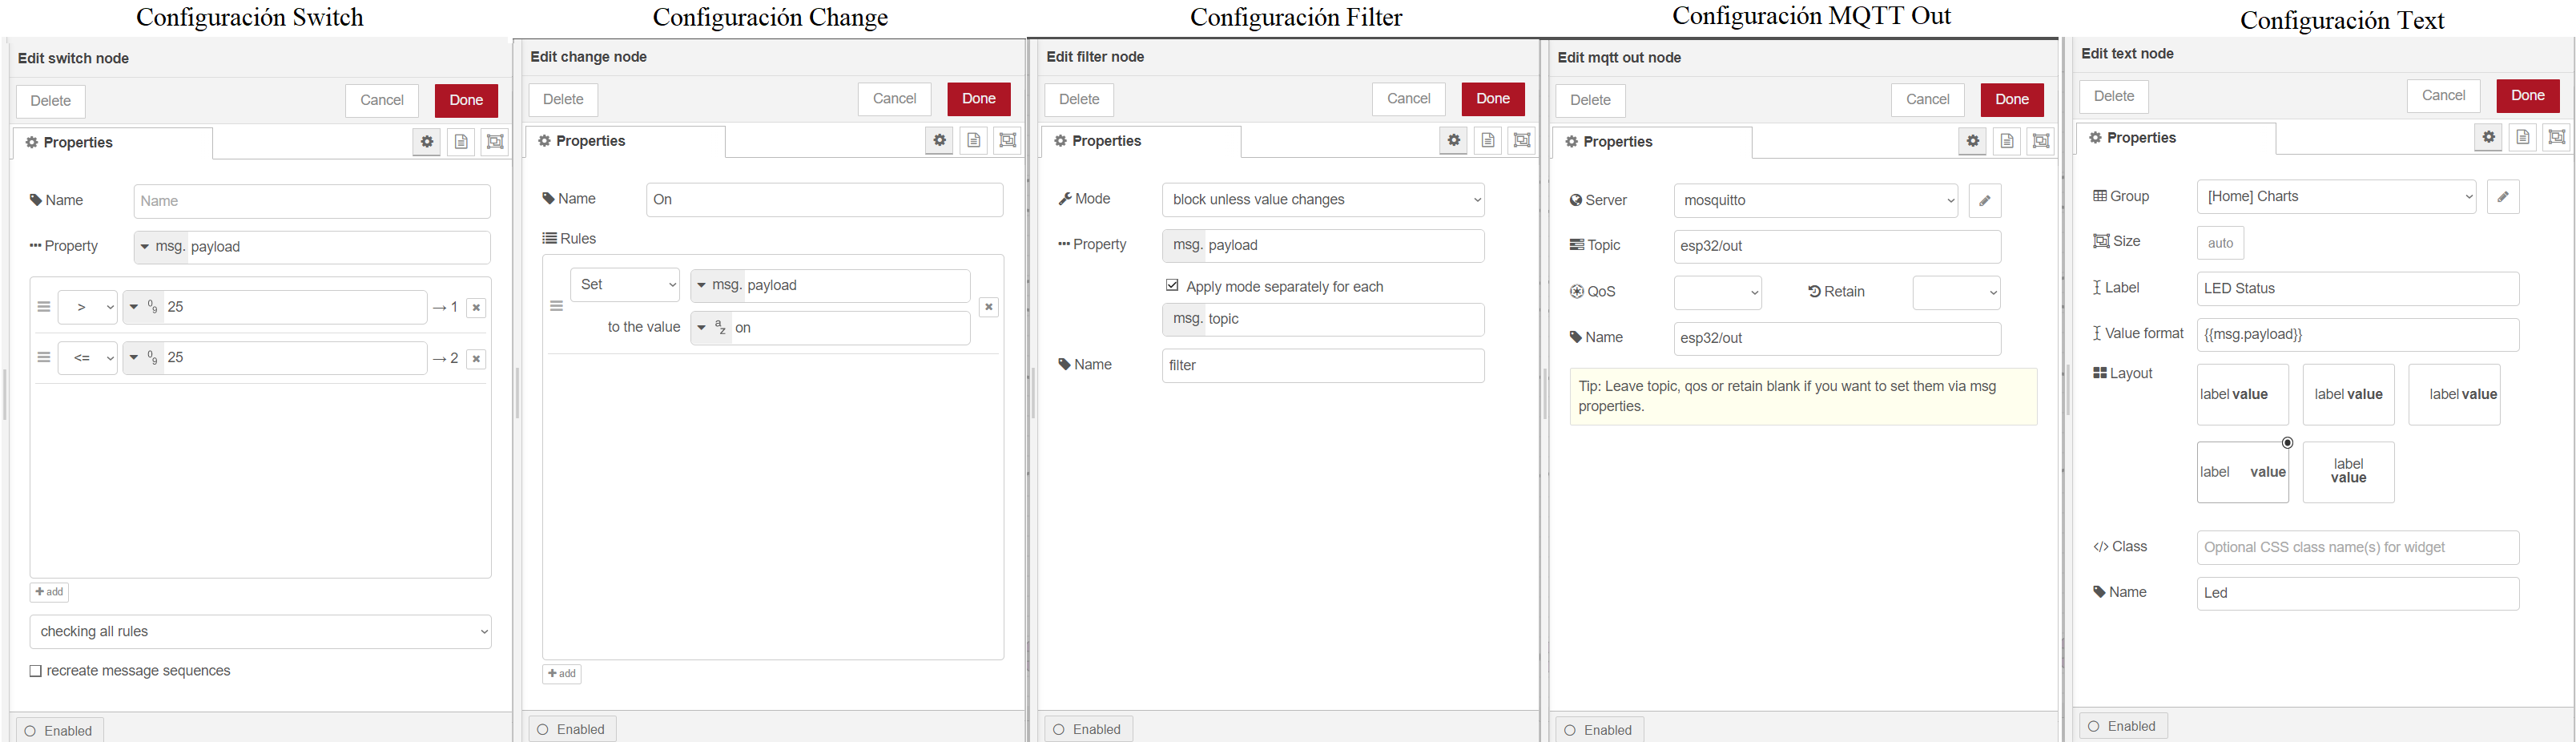 Configuración Switch
Edit switch node
Delete
Cancel
Done
Properties
Name
Name
Property
msg. payload
> 09 25 → 1
<= 09 25 → 2
add
checking all rules
recreate message sequences
Enabled
Configuración Change
Edit change node
Delete
Cancel
Done
Properties
Name
On
Rules
Set
msg. payload
to the value
az on
add
Enabled
Configuración Filter
Edit filter node
Delete
Cancel
Done
Properties
Mode
block unless value changes
Property
msg. payload
Apply mode separately for each
msg. topic
Name
filter
Enabled
Configuración MQTT Out
Edit mqtt out node
Delete
Cancel
Done
Properties
Server
mosquitto
Topic
esp32/out
QoS
Retain
Name
esp32/out
Tip: Leave topic, qos or retain blank if you want to set them via msg
properties.
Enabled
Configuración Text
Edit text node
Delete
Cancel
Done
Properties
Group
[Home] Charts
Size
auto
Label
LED Status
Value format
{{msg.payload}}
Layout
label value
label value
label value
label value
label
value
</> Class
Optional CSS class name(s) for widget
Name
Led
Enabled